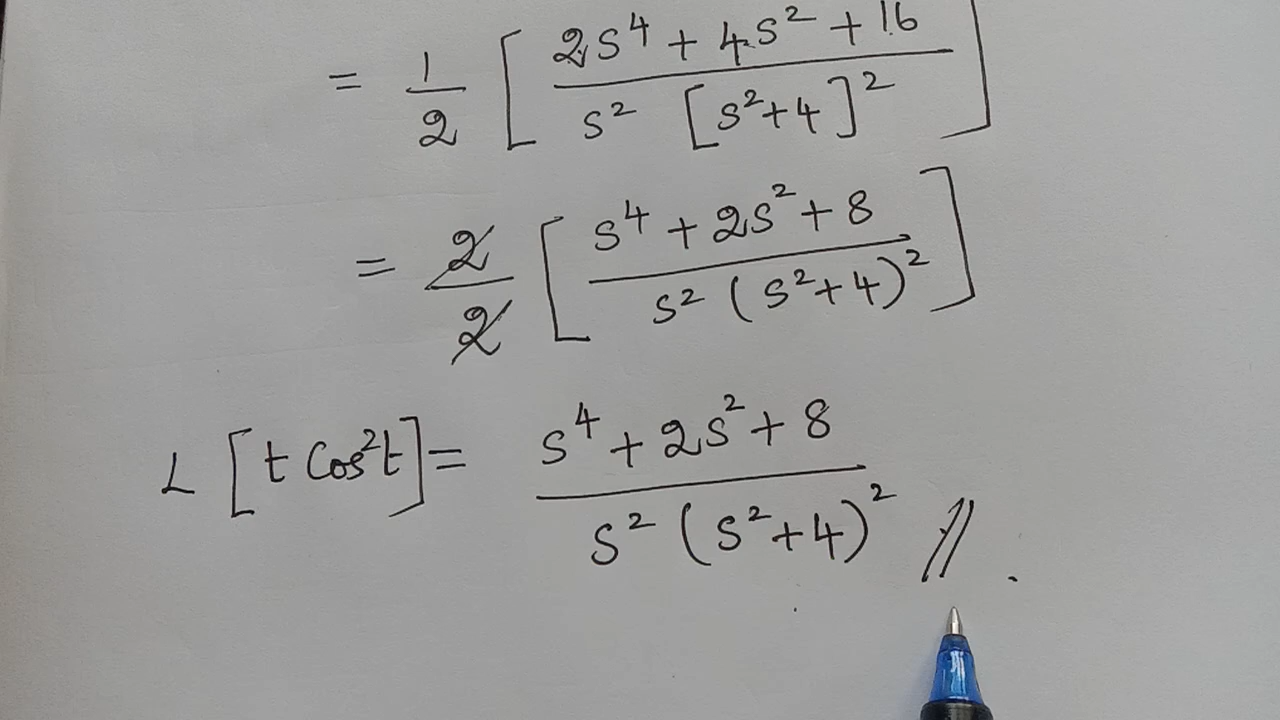 = 1/2 [ (2s⁴ + 4s² + 16) / (s² [s²+4]²) ]
= 2/2 [ (s⁴ + 2s² + 8) / (s² (s²+4)²) ]
L [t Cos²t] = (s⁴ + 2s² + 8) / (s² (s²+4)²) //.